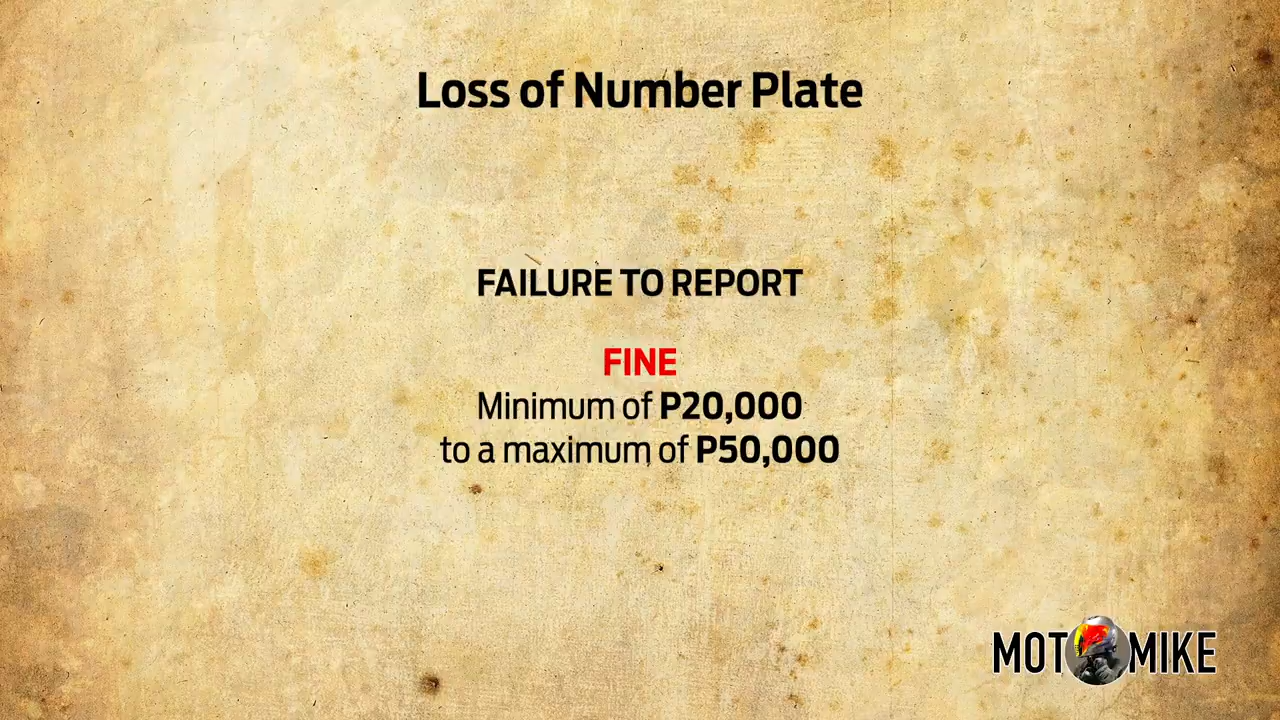 Loss of Number Plate
FAILURE TO REPORT
FINE
Minimum of P20,000
to a maximum of P50,000
MOTOMIKE